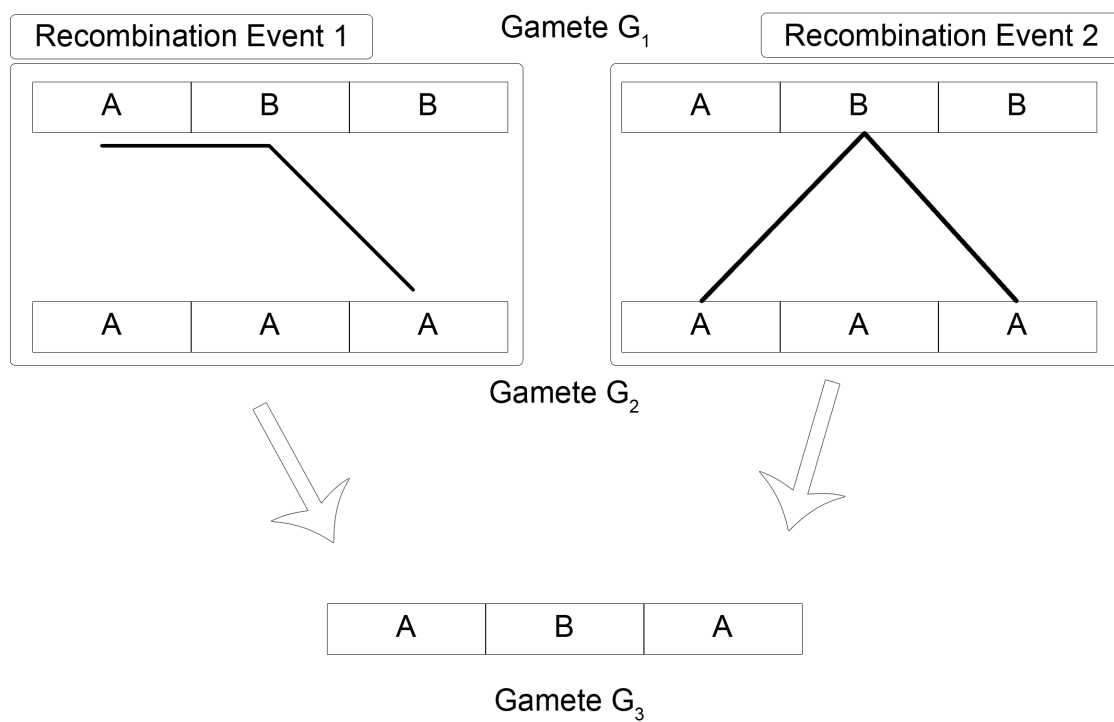 Recombination Event 1
Gamete G₁
Recombination Event 2
A B B
A B B
A A A
A A A
Gamete G₂
A B A
Gamete G₃